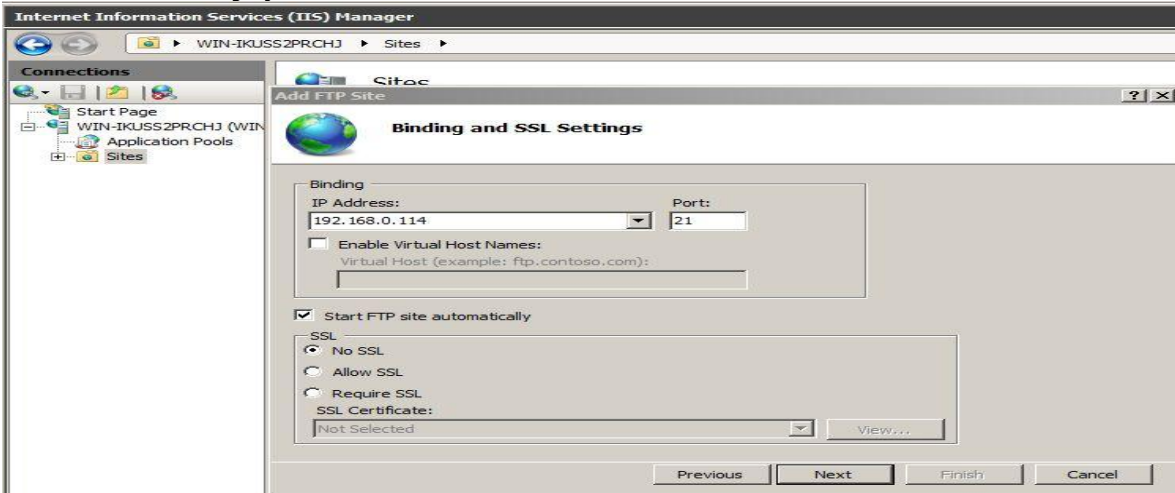 Internet Information Services (IIS) Manager
WIN-IKUSS2PRCHJ ▸ Sites ▸
Connections
Start Page
WIN-IKUSS2PRCHJ (WIN
Application Pools
Sites
Sites
Add FTP Site
Binding and SSL Settings
Binding
IP Address: Port:
192.168.0.114 21
Enable Virtual Host Names:
Virtual Host (example: ftp.contoso.com):
Start FTP site automatically
SSL
No SSL
Allow SSL
Require SSL
SSL Certificate:
Not Selected View...
Previous Next Finish Cancel